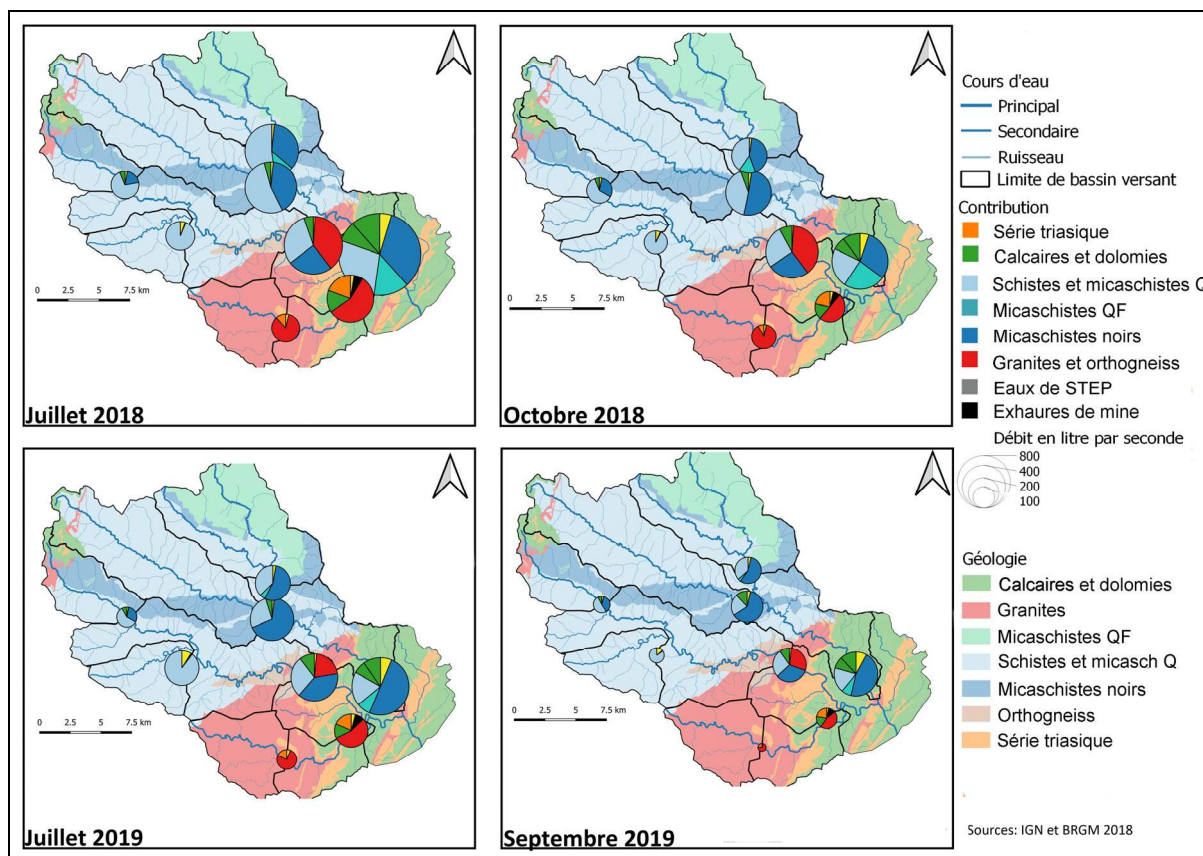 Juillet 2018
0 2.5 5 7.5 km
Octobre 2018
0 2.5 5 7.5 km
Juillet 2019
0 2.5 5 7.5 km
Septembre 2019
0 2.5 5 7.5 km
Cours d'eau
Principal
Secondaire
Ruisseau
Limite de bassin versant
Contribution
Série triasique
Calcaires et dolomies
Schistes et micaschistes Q
Micaschistes QF
Micaschistes noirs
Granites et orthogneiss
Eaux de STEP
Exhaures de mine
Débit en litre par seconde
800
400
200
100
Géologie
Calcaires et dolomies
Granites
Micaschistes QF
Schistes et micasch Q
Micaschistes noirs
Orthogneiss
Série triasique
Sources: IGN et BRGM 2018